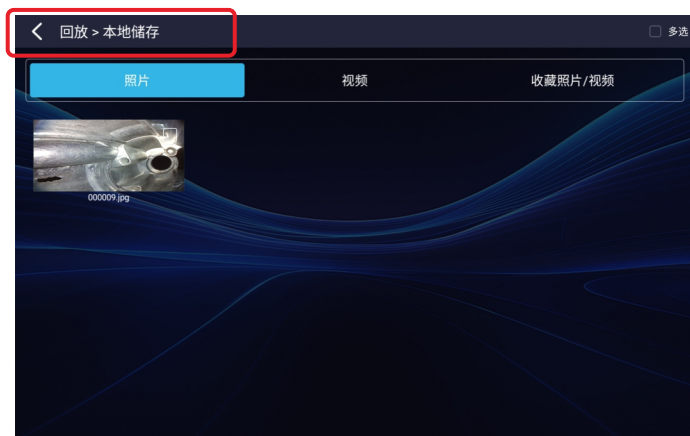 回放 > 本地储存
多选
照片
视频
收藏照片/视频
000009.jpg